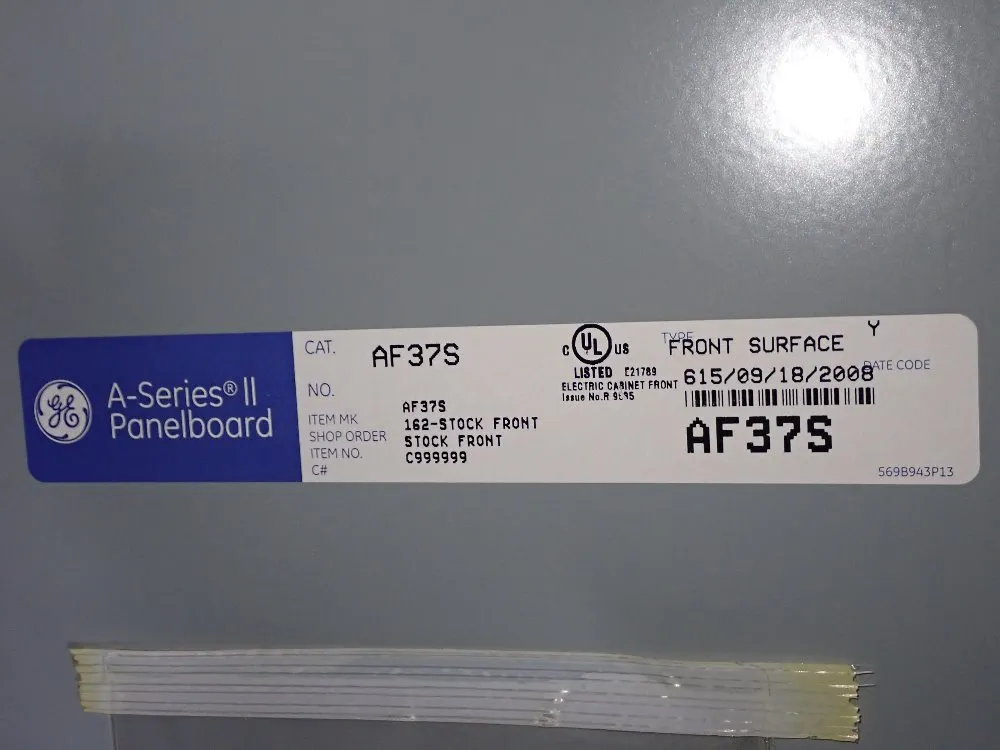 GE
A-Series® II
Panelboard
CAT.
AF37S
NO.
ITEM MK
AF37S
SHOP ORDER
162-STOCK FRONT
ITEM NO.
STOCK FRONT
C#
C999999
C UL R US
LISTED E21789
ELECTRIC CABINET FRONT
Issue No.R
TYPE
FRONT SURFACE
Y
615/09/18/2008
DATE CODE
AF37S
569B943P13